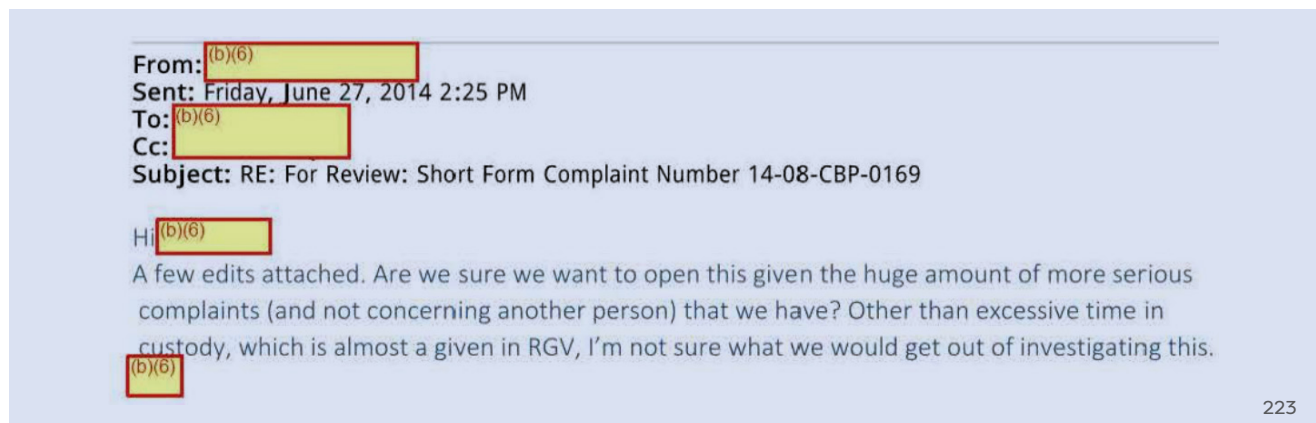 From: (b)(6)
Sent: Friday, June 27, 2014 2:25 PM
To: (b)(6)
Cc:
Subject: RE: For Review: Short Form Complaint Number 14-08-CBP-0169
Hi (b)(6)
A few edits attached. Are we sure we want to open this given the huge amount of more serious
complaints (and not concerning another person) that we have? Other than excessive time in
custody, which is almost a given in RGV, I'm not sure what we would get out of investigating this.
(b)(6)
223